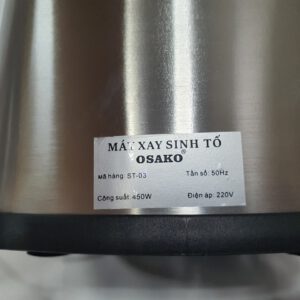 MÁY XAY SINH TỐ
OSAKO®
Mã hàng: ST-03 Tần số: 50Hz
Công suất: 450W Điện áp: 220V